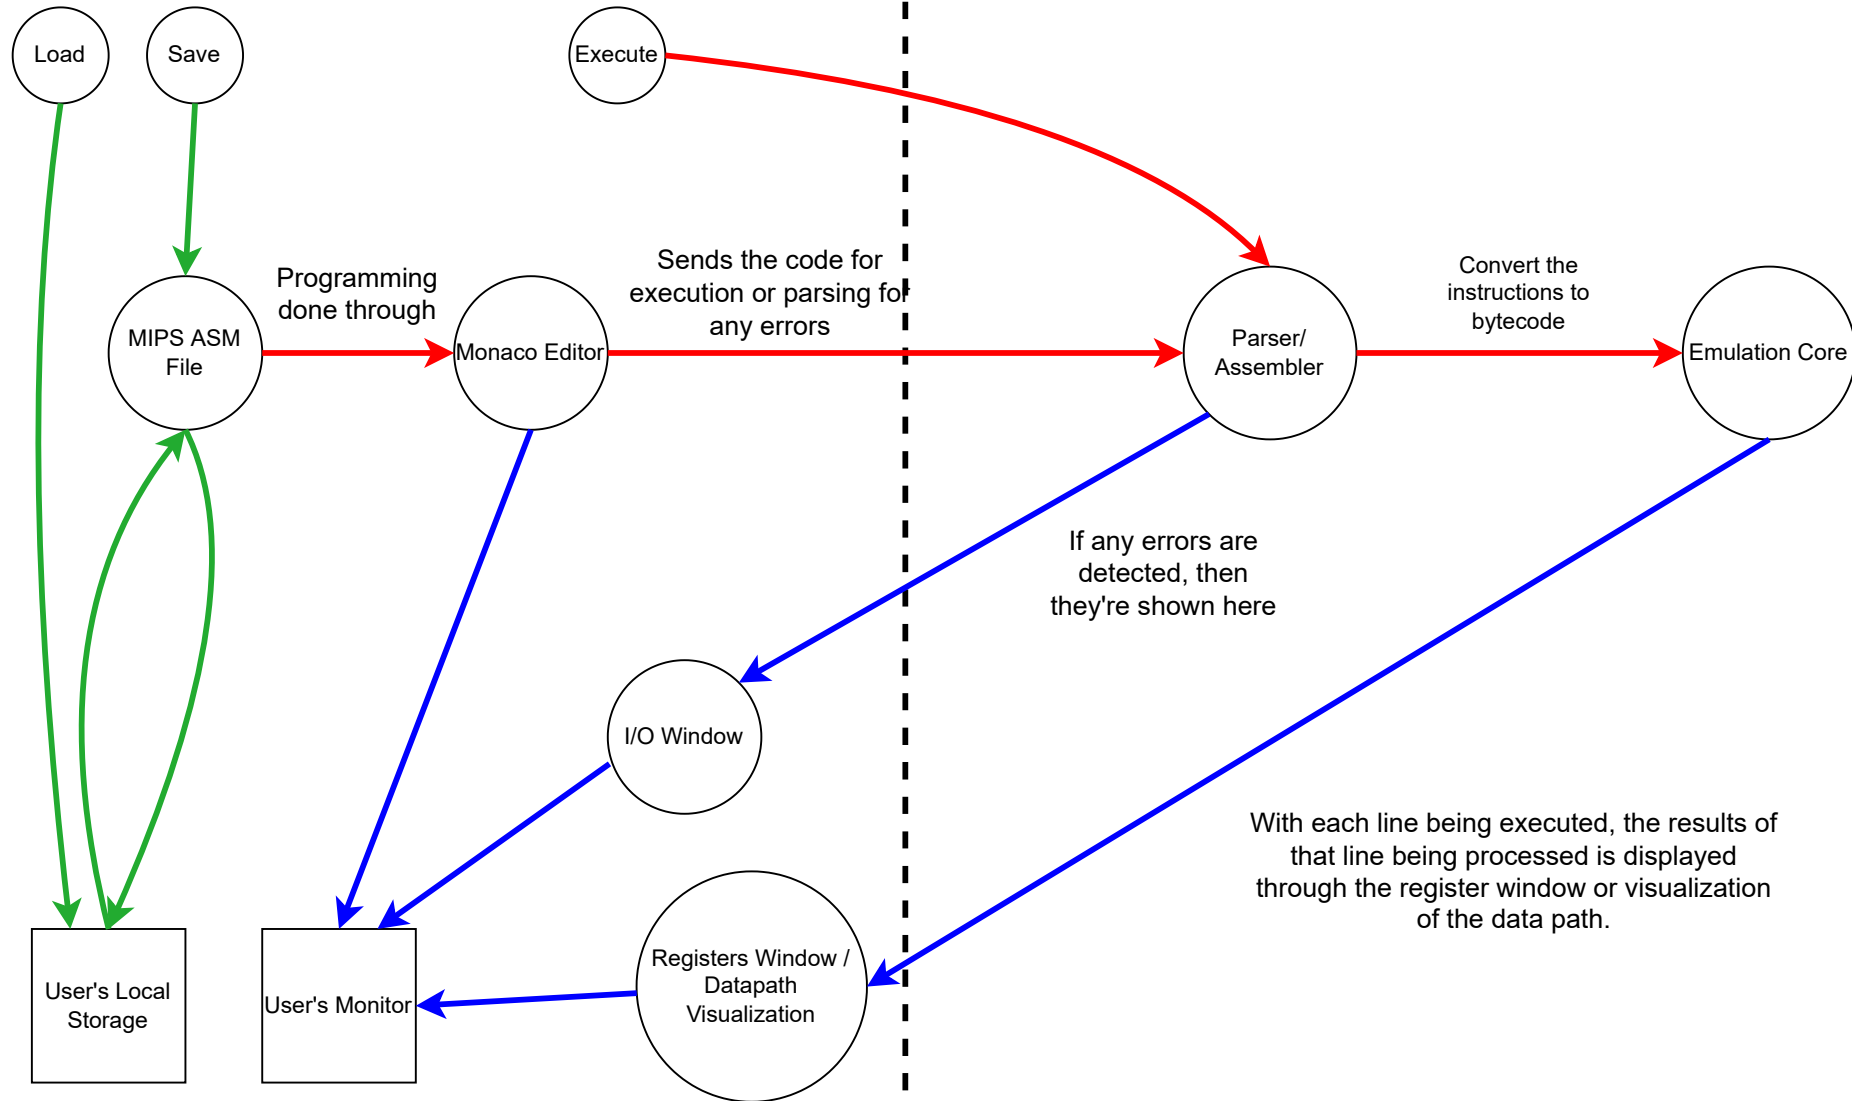 Load
Save
Execute
Programming
done through
Sends the code for
execution or parsing for
any errors
Convert the
instructions to
bytecode
MIPS ASM
File
Monaco Editor
Parser/
Assembler
Emulation Core
If any errors are
detected, then
they're shown here
I/O Window
With each line being executed, the results of
that line being processed is displayed
through the register window or visualization
of the data path.
User's Local
Storage
User's Monitor
Registers Window /
Datapath
Visualization